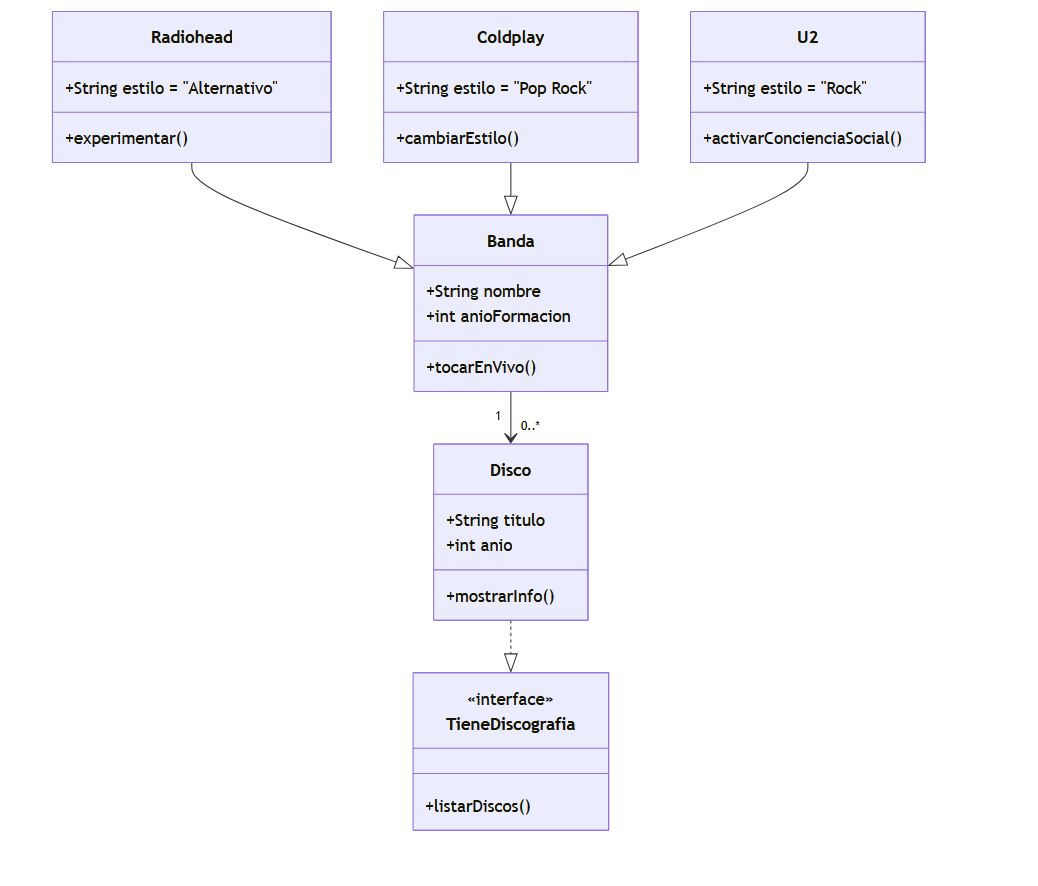 Radiohead
+String estilo = "Alternativo"
+experimentar()
Coldplay
+String estilo = "Pop Rock"
+cambiarEstilo()
U2
+String estilo = "Rock"
+activarConcienciaSocial()
Banda
+String nombre
+int anioFormacion
+tocarEnVivo()
1
0..*
Disco
+String titulo
+int anio
+mostrarInfo()
«interface»
TieneDiscografia
+listarDiscos()